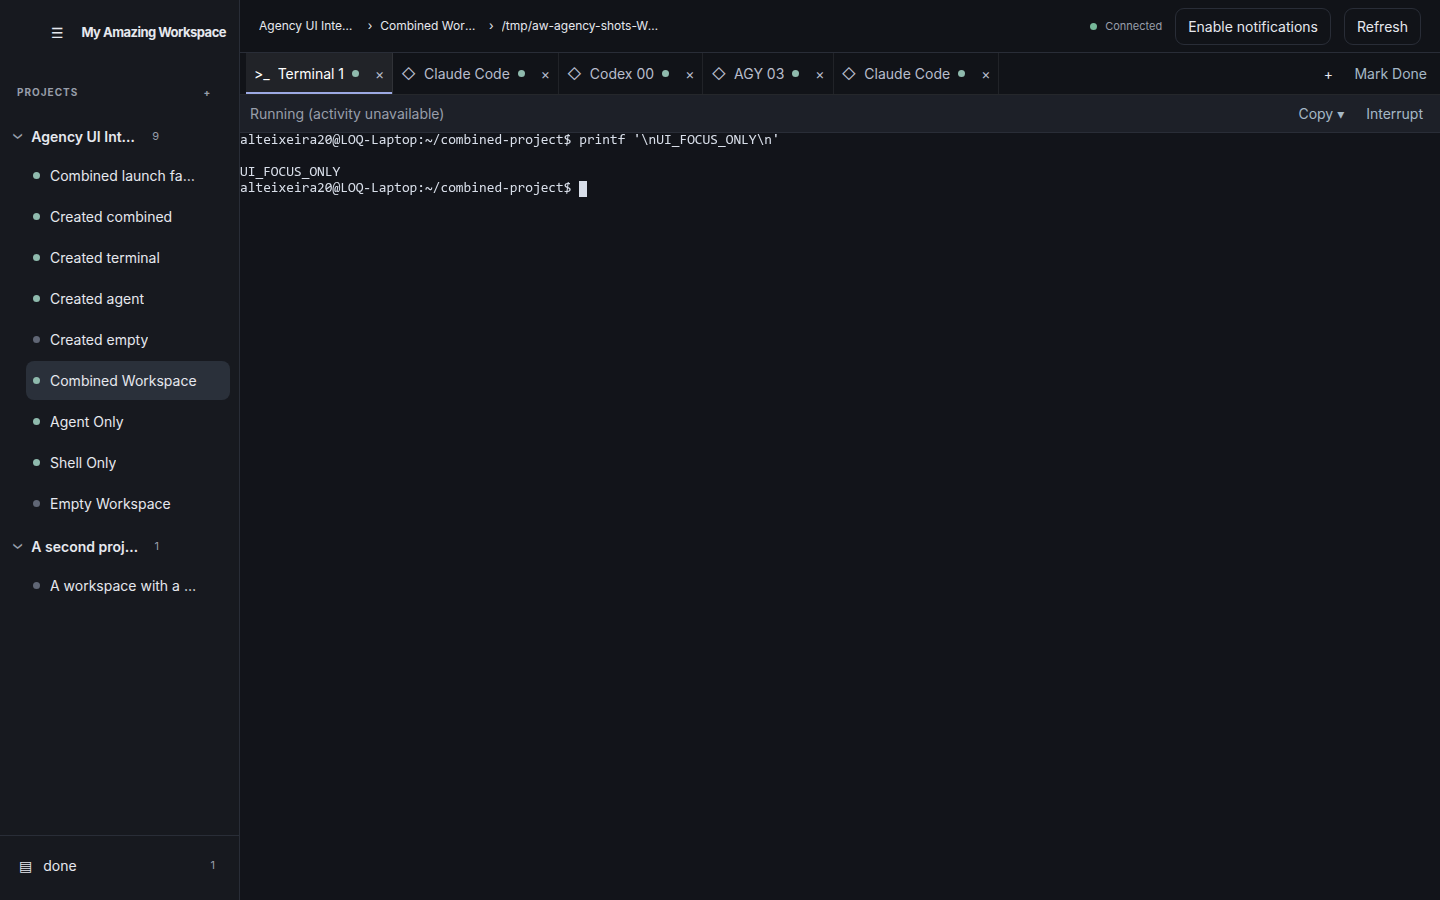 ☰ My Amazing Workspace
PROJECTS +
Agency UI Int... 9
Combined launch fa...
Created combined
Created terminal
Created agent
Created empty
Combined Workspace
Agent Only
Shell Only
Empty Workspace
A second proj... 1
A workspace with a ...
done 1
Agency UI Inte... › Combined Wor... › /tmp/aw-agency-shots-W...
Connected Enable notifications Refresh
>_ Terminal 1 × ◇ Claude Code × ◇ Codex 00 × ◇ AGY 03 × ◇ Claude Code × + Mark Done
Running (activity unavailable) Copy ▾ Interrupt
alteixeira20@LOQ-Laptop:~/combined-project$ printf '\nUI_FOCUS_ONLY\n'
UI_FOCUS_ONLY
alteixeira20@LOQ-Laptop:~/combined-project$